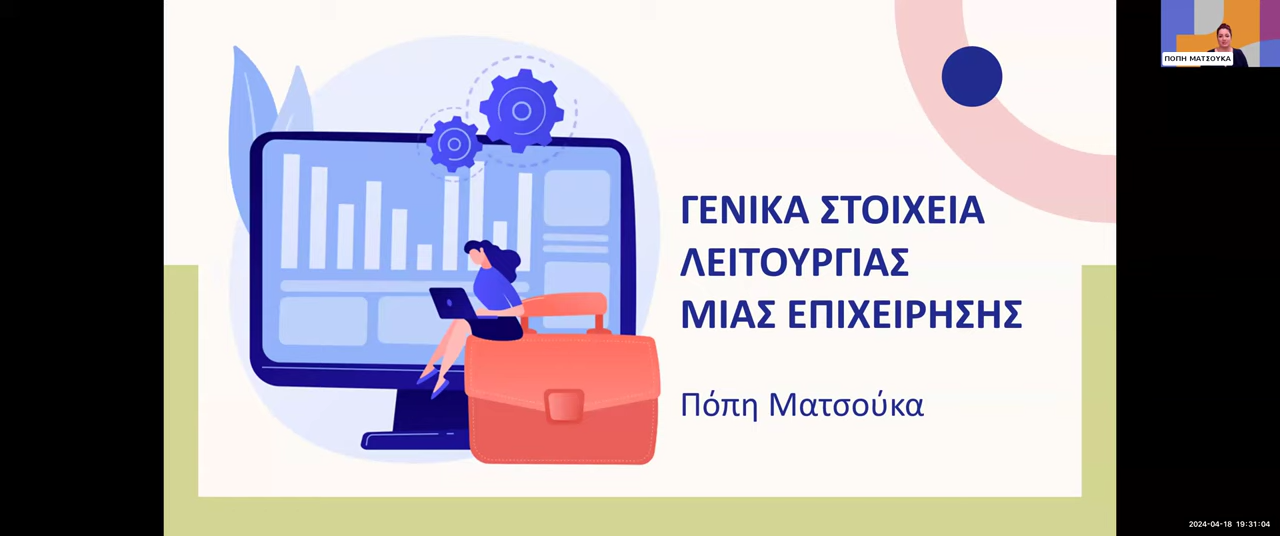 ΠΟΠΗ ΜΑΤΣΟΥΚΑ
ΓΕΝΙΚΑ ΣΤΟΙΧΕΙΑ
ΛΕΙΤΟΥΡΓΙΑΣ
ΜΙΑΣ ΕΠΙΧΕΙΡΗΣΗΣ
Πόπη Ματσούκα
2024-04-18 19:31:04